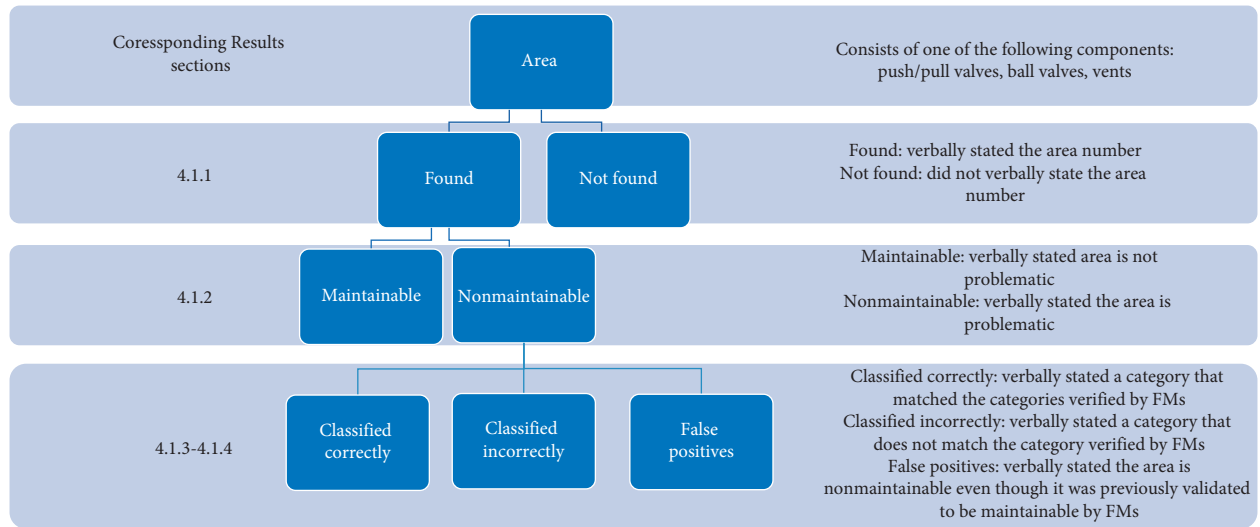 Coressponding Results
sections
Area
Consists of one of the following components:
push/pull valves, ball valves, vents
4.1.1
Found
Not found
Found: verbally stated the area number
Not found: did not verbally state the area
number
4.1.2
Maintainable
Nonmaintainable
Maintainable: verbally stated area is not
problematic
Nonmaintainable: verbally stated the area is
problematic
4.1.3-4.1.4
Classified
correctly
Classified
incorrectly
False
positives
Classified correctly: verbally stated a category that
matched the categories verified by FMs
Classified incorrectly: verbally stated a category that
does not match the category verified by FMs
False positives: verbally stated the area is
nonmaintainable even though it was previously validated
to be maintainable by FMs